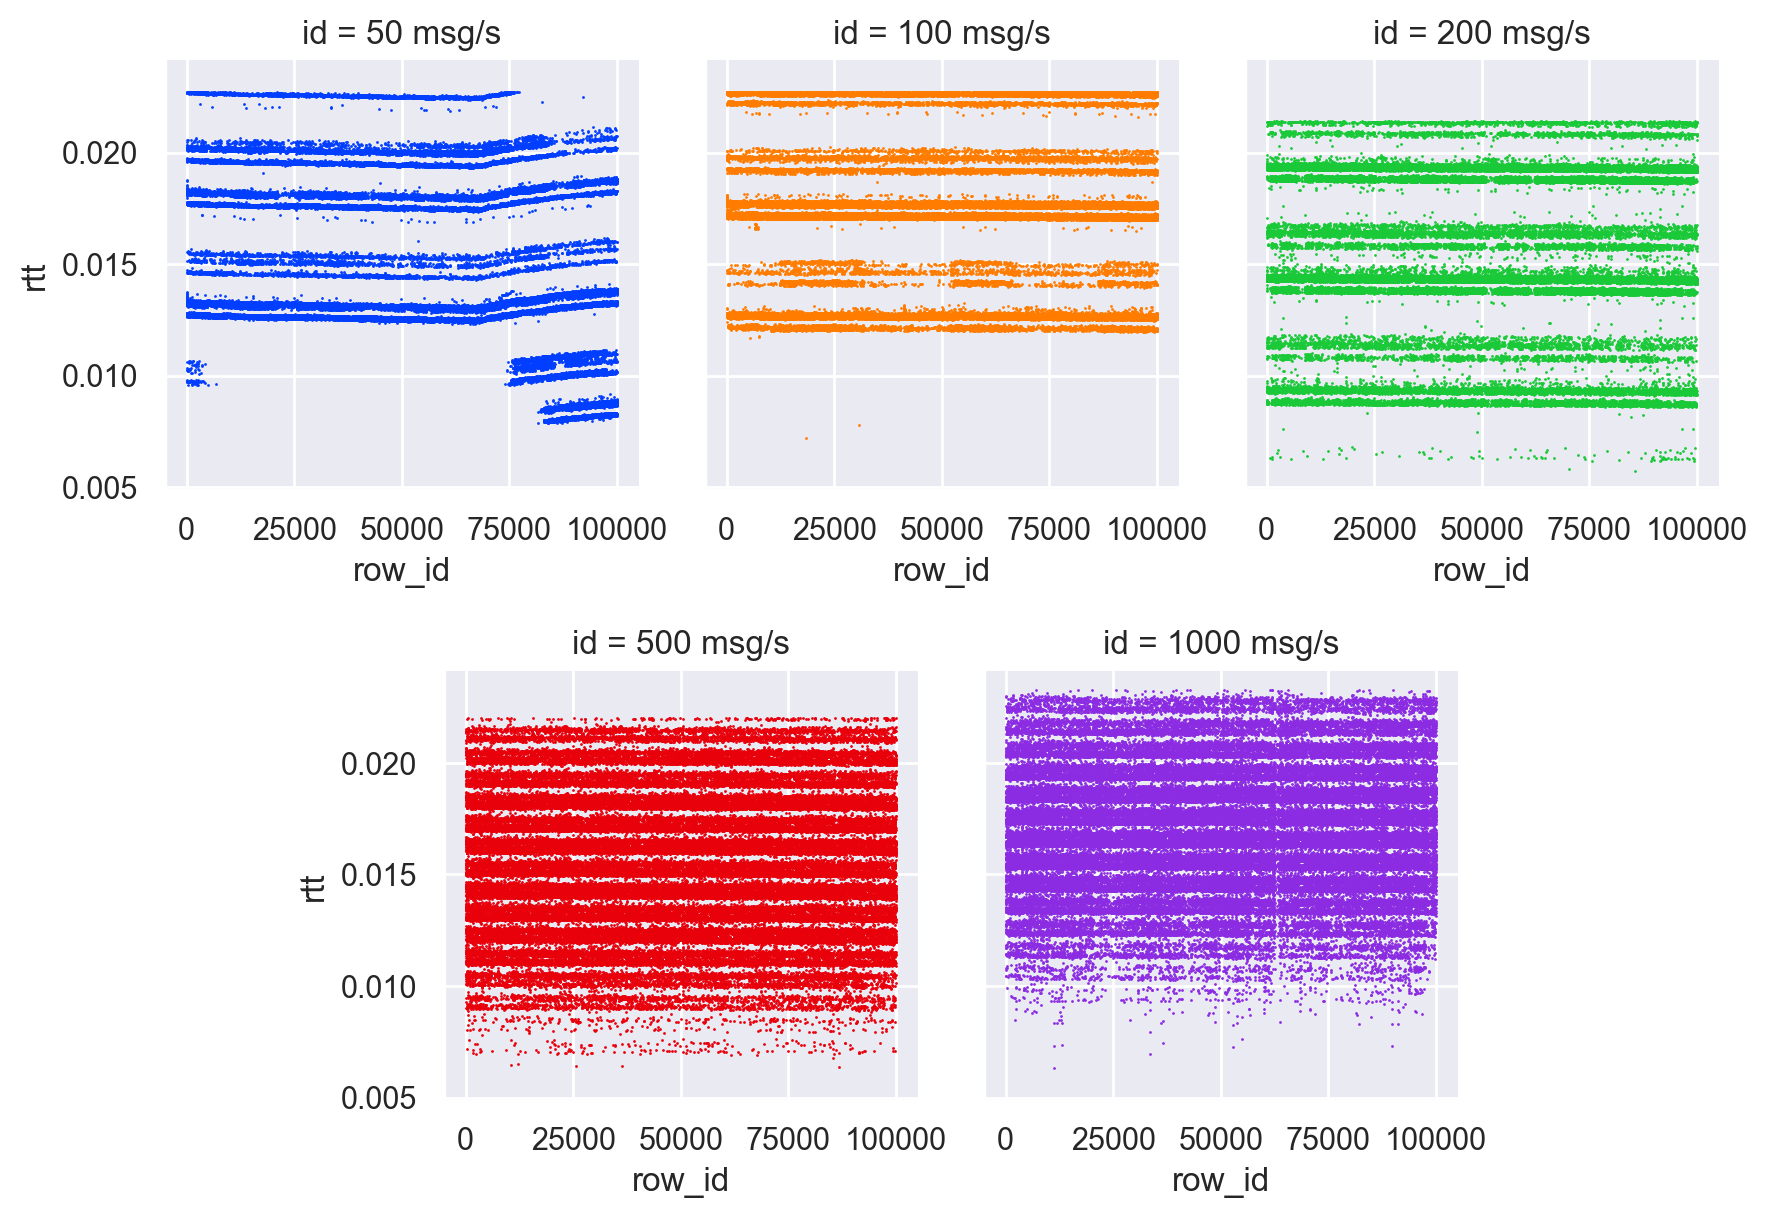 id = 50 msg/s
id = 100 msg/s
id = 200 msg/s
rtt
0.020
0.015
0.010
0.005
0 25000 50000 75000 100000
0 25000 50000 75000 100000
0 25000 50000 75000 100000
row_id
row_id
row_id
id = 500 msg/s
id = 1000 msg/s
rtt
0.020
0.015
0.010
0.005
0 25000 50000 75000 100000
0 25000 50000 75000 100000
row_id
row_id